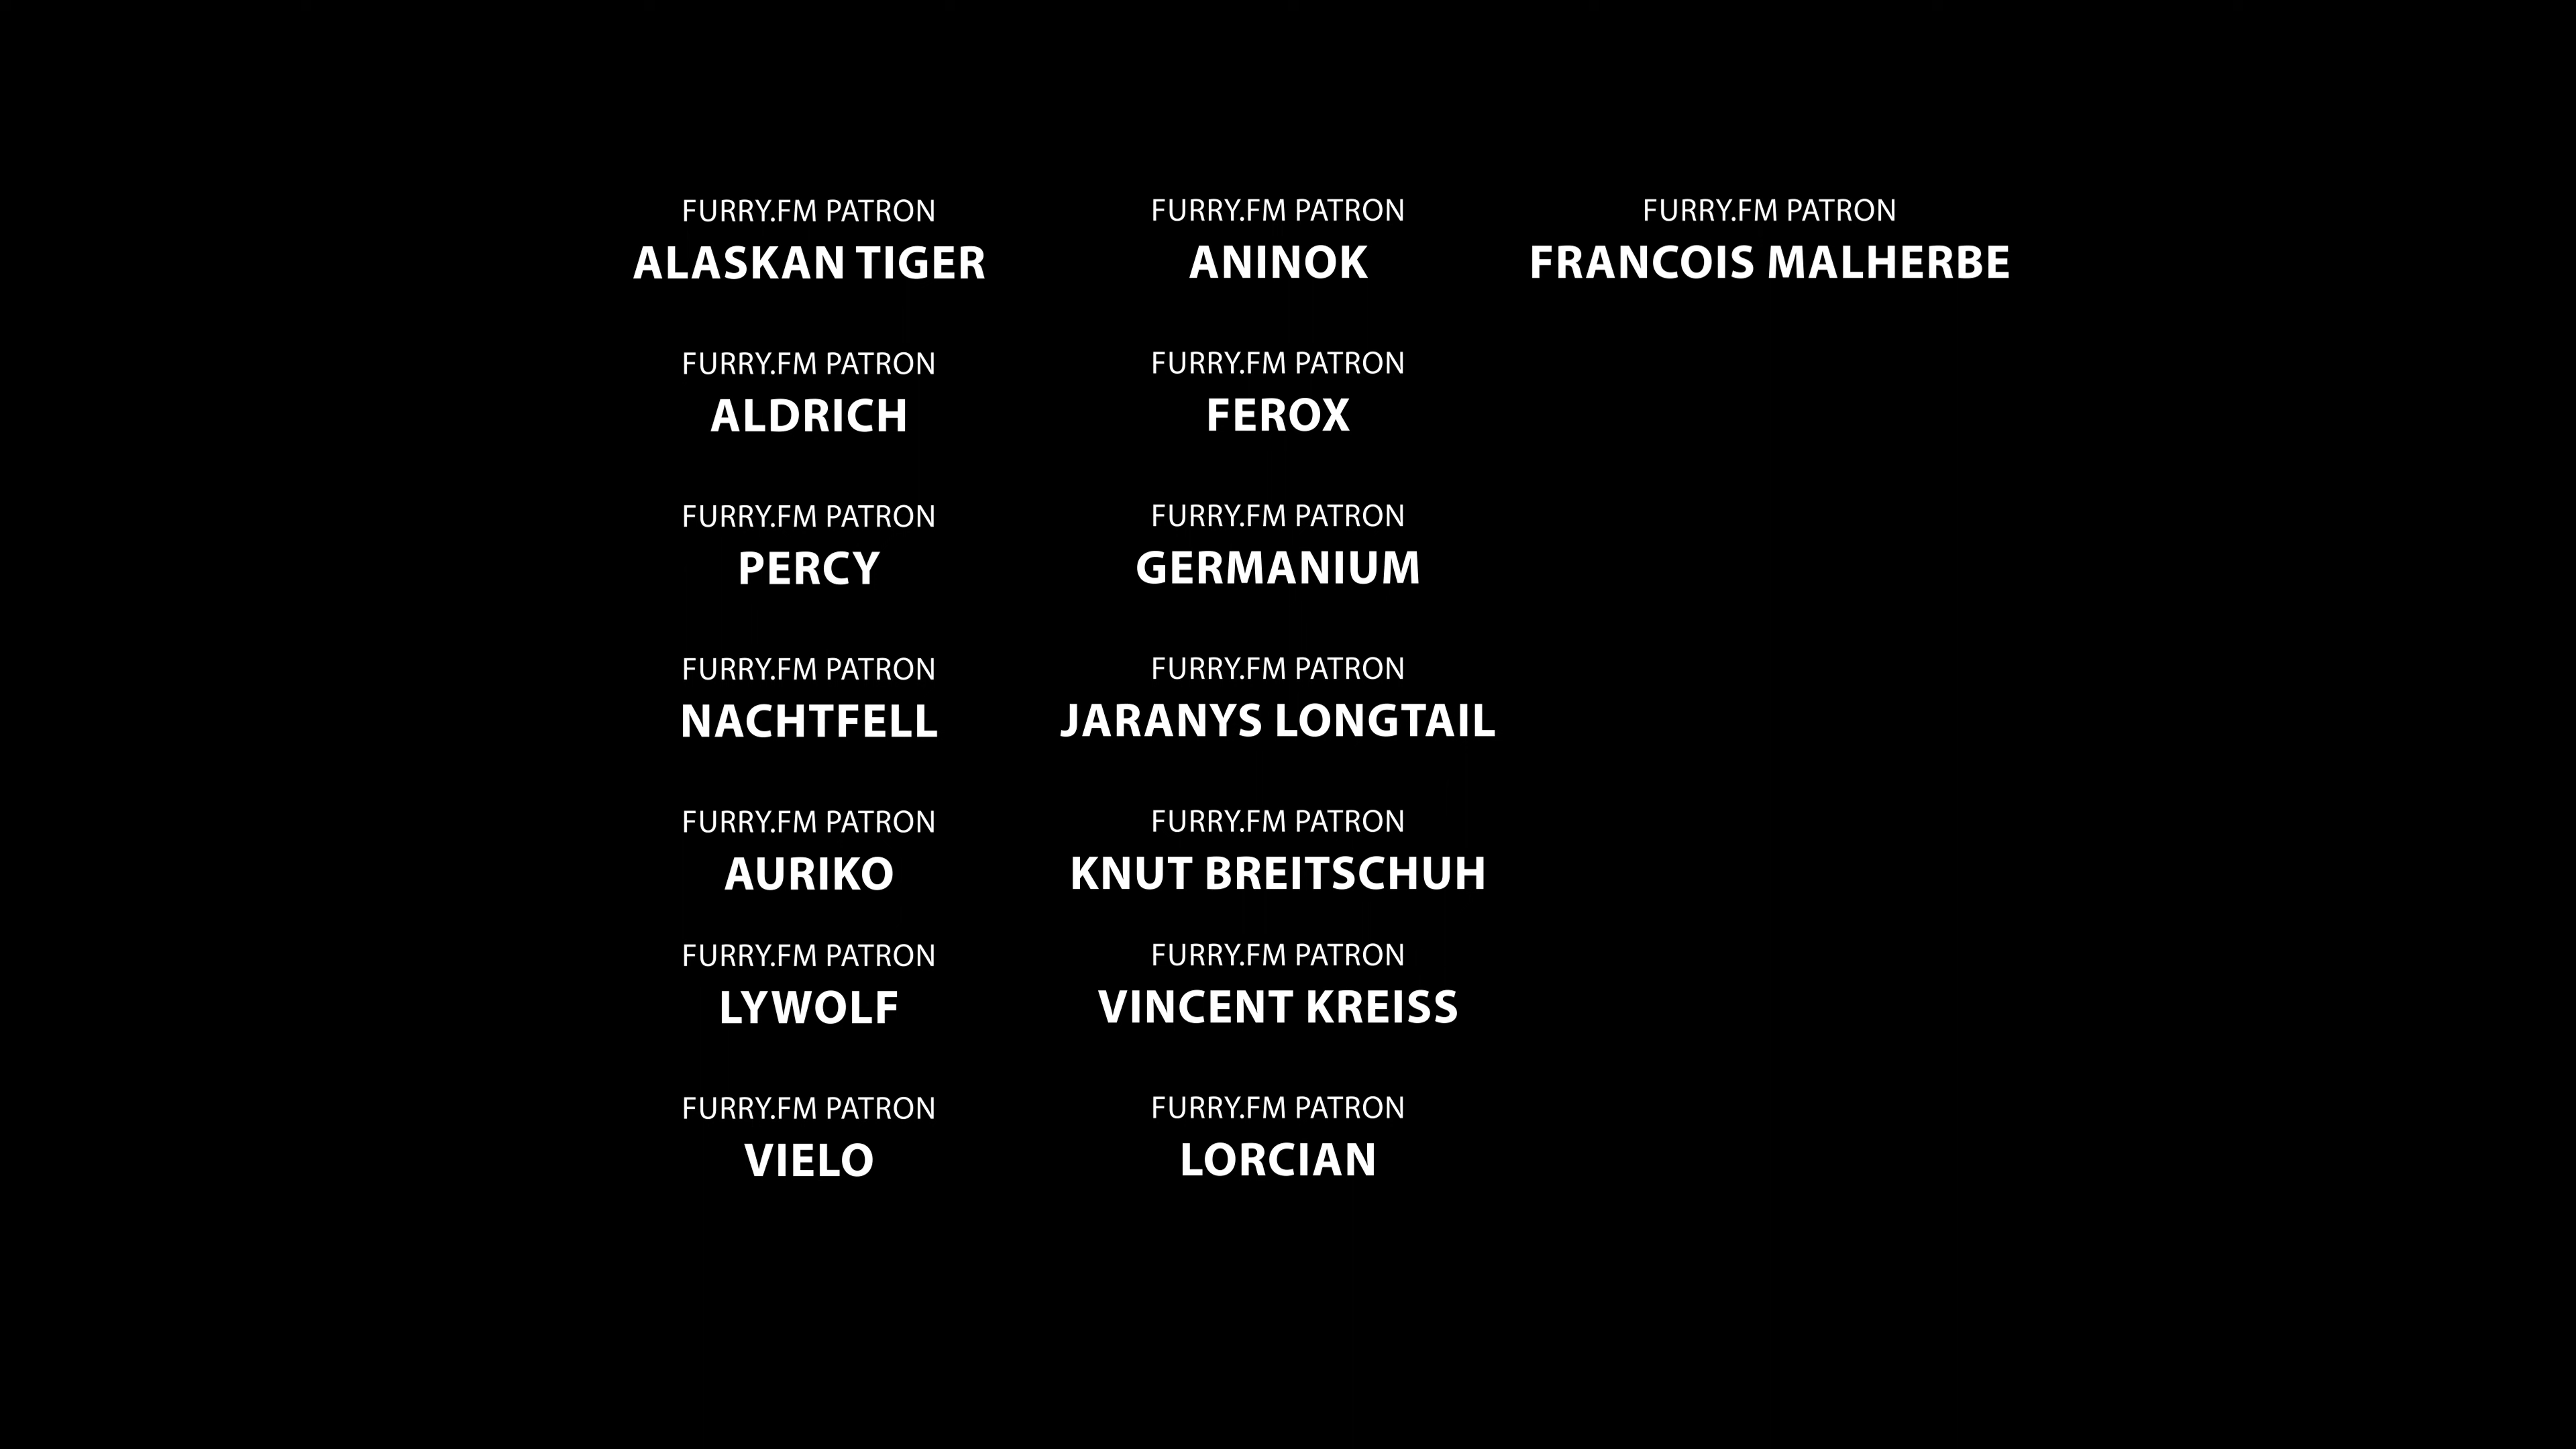 FURRY.FM PATRON
ALASKAN TIGER
FURRY.FM PATRON
ALDRICH
FURRY.FM PATRON
PERCY
FURRY.FM PATRON
NACHTFELL
FURRY.FM PATRON
AURIKO
FURRY.FM PATRON
LYWOLF
FURRY.FM PATRON
VIELO
FURRY.FM PATRON
ANINOK
FURRY.FM PATRON
FEROX
FURRY.FM PATRON
GERMANIUM
FURRY.FM PATRON
JARANYS LONGTAIL
FURRY.FM PATRON
KNUT BREITSCHUH
FURRY.FM PATRON
VINCENT KREISS
FURRY.FM PATRON
LORCIAN
FURRY.FM PATRON
FRANCOIS MALHERBE